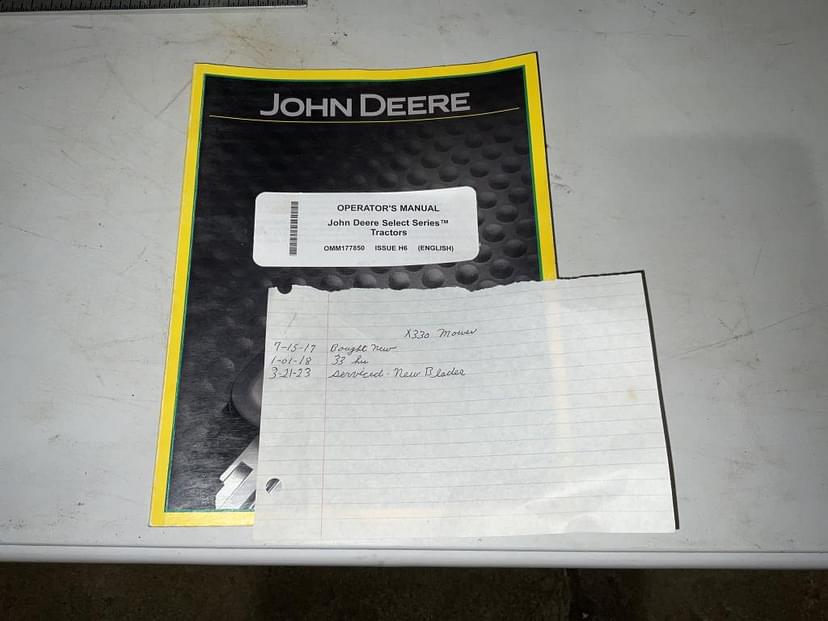 JOHN DEERE
OPERATOR'S MANUAL
John Deere Select Series™
Tractors
OMM177850 ISSUE H6 (ENGLISH)
X330 Mower
7-15-17 Bought New
1-01-18 33 hrs
3-21-23 Serviced - New Blades